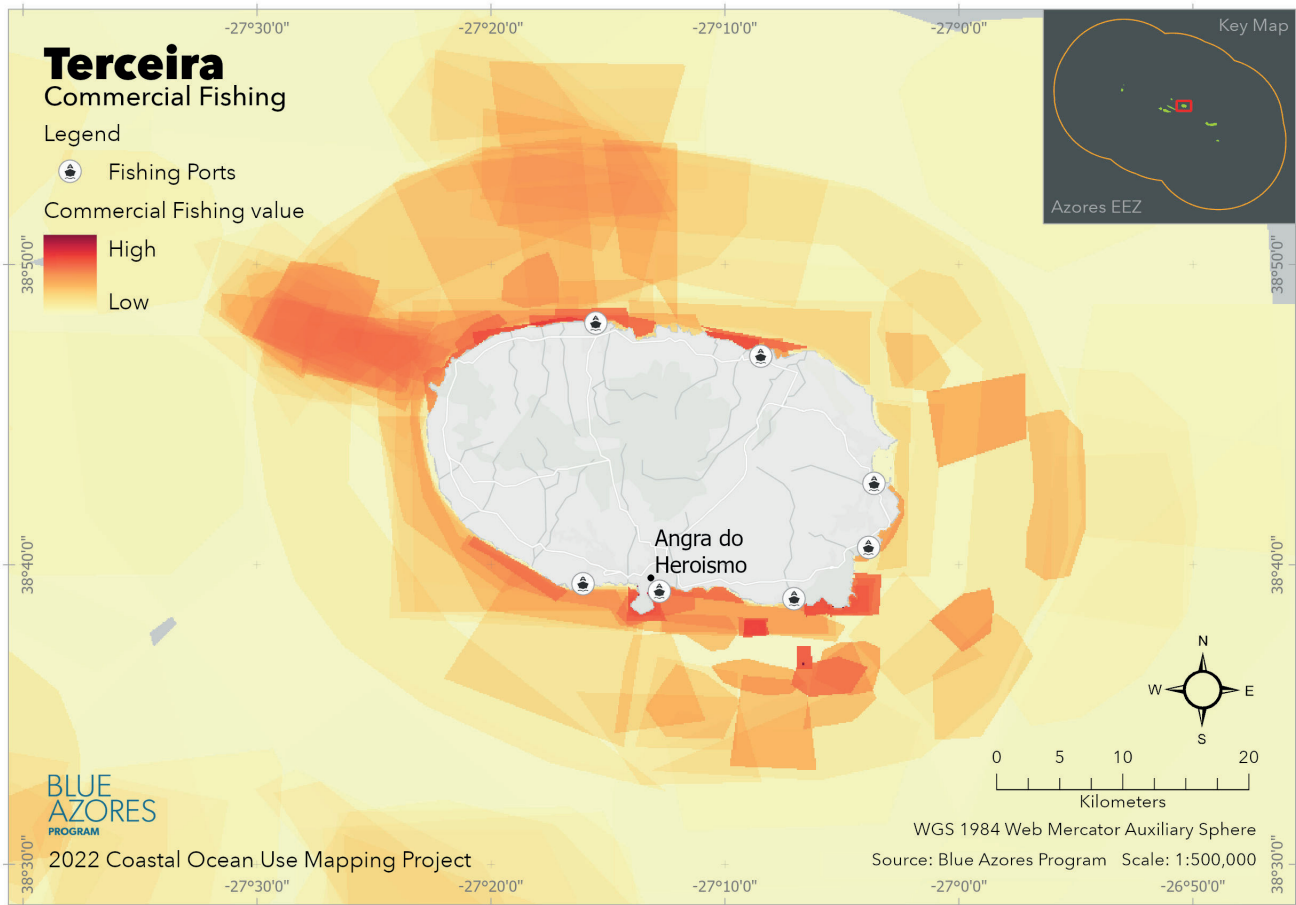 -27°30'0"
-27°20'0"
-27°10'0"
-27°0'0"
Key Map
Azores EEZ
Terceira
Commercial Fishing
Legend
Fishing Ports
Commercial Fishing value
High
Low
38°50'0"
38°50'0"
38°40'0"
38°40'0"
Angra do
Heroismo
N
W
E
S
0 5 10 20
Kilometers
WGS 1984 Web Mercator Auxiliary Sphere
Source: Blue Azores Program Scale: 1:500,000
BLUE
AZORES
PROGRAM
2022 Coastal Ocean Use Mapping Project
38°30'0"
38°30'0"
-27°30'0"
-27°20'0"
-27°10'0"
-27°0'0"
-26°50'0"